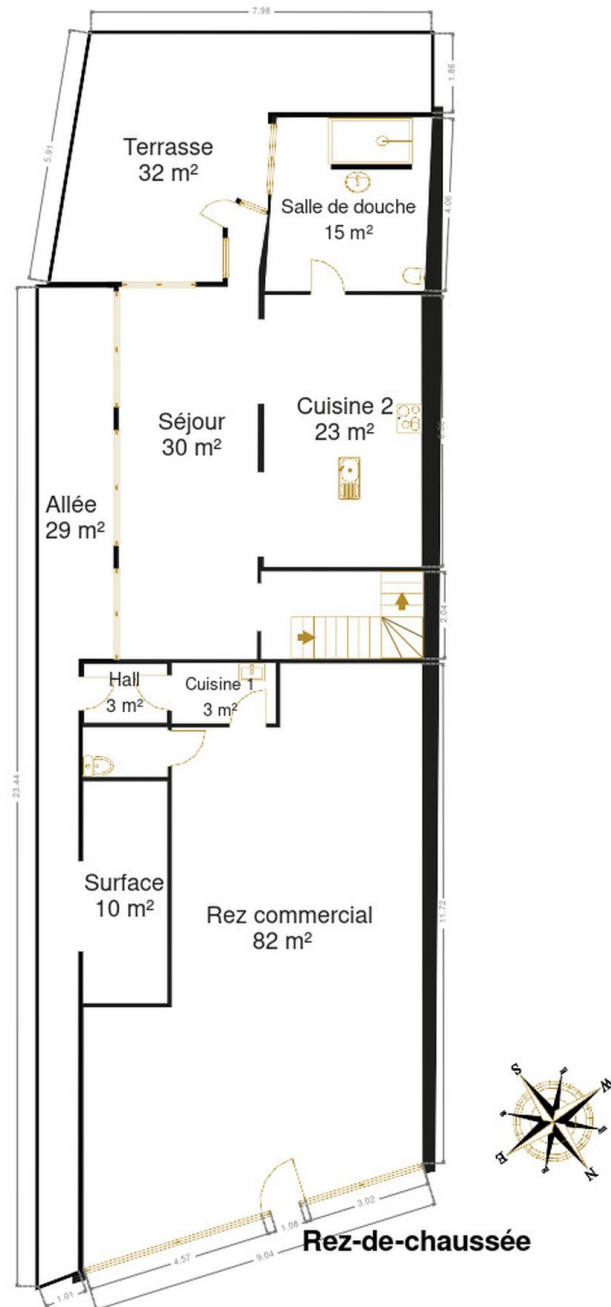 7.98
1.86
5.91
Terrasse
32 m²
4.06
Salle de douche
15 m²
Cuisine 2
23 m²
Séjour
30 m²
Allée
29 m²
2.04
Hall
3 m²
Cuisine 1
3 m²
23.44
Surface
10 m²
Rez commercial
82 m²
11.72
S
W
E
N
3.02
1.08
4.57
9.04
1.01
Rez-de-chaussée